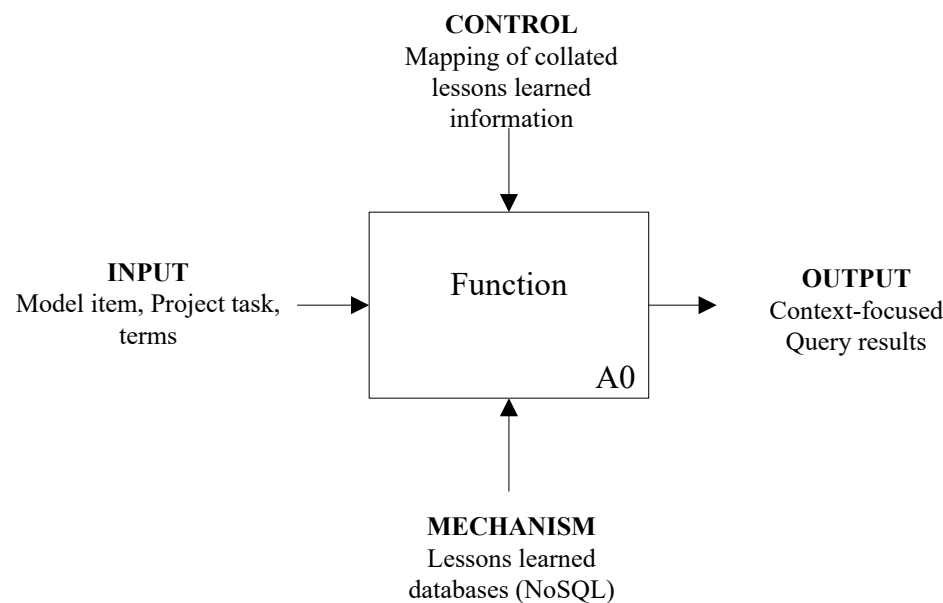 CONTROL
Mapping of collated
lessons learned
information
INPUT
Model item, Project task,
terms
Function
A0
OUTPUT
Context-focused
Query results
MECHANISM
Lessons learned
databases (NoSQL)